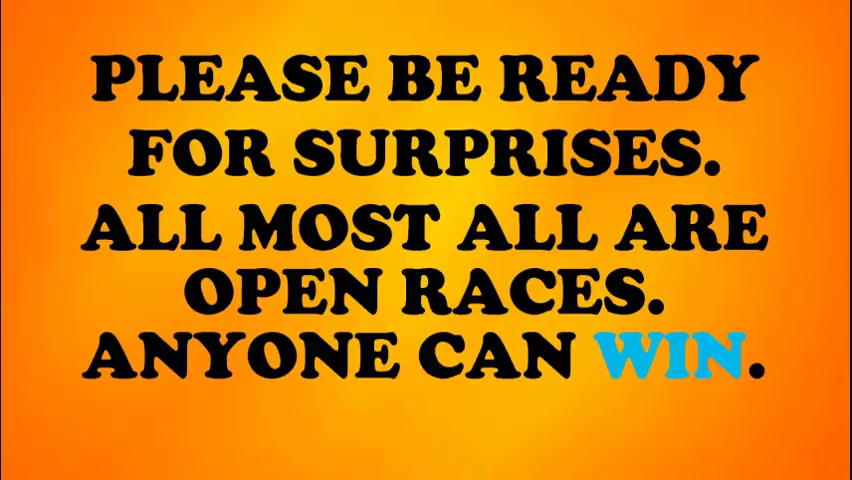 PLEASE BE READY
FOR SURPRISES.
ALL MOST ALL ARE
OPEN RACES.
ANYONE CAN WIN.